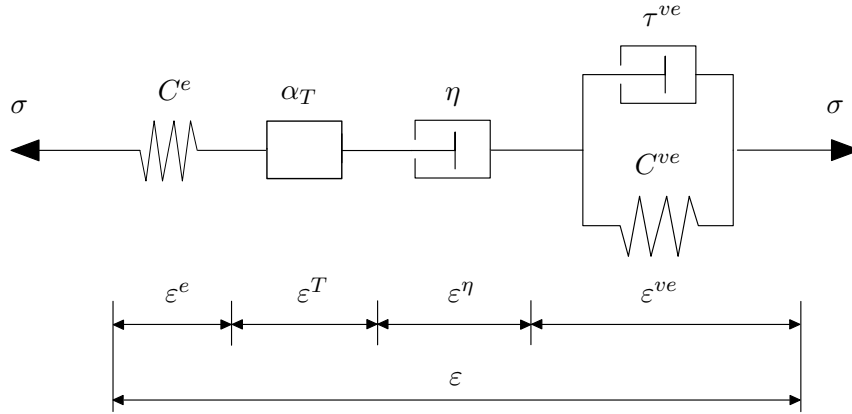 τ^{ve}
σ C^e α_T η σ
C^{ve}
ε^e ε^T ε^η ε^{ve}
ε